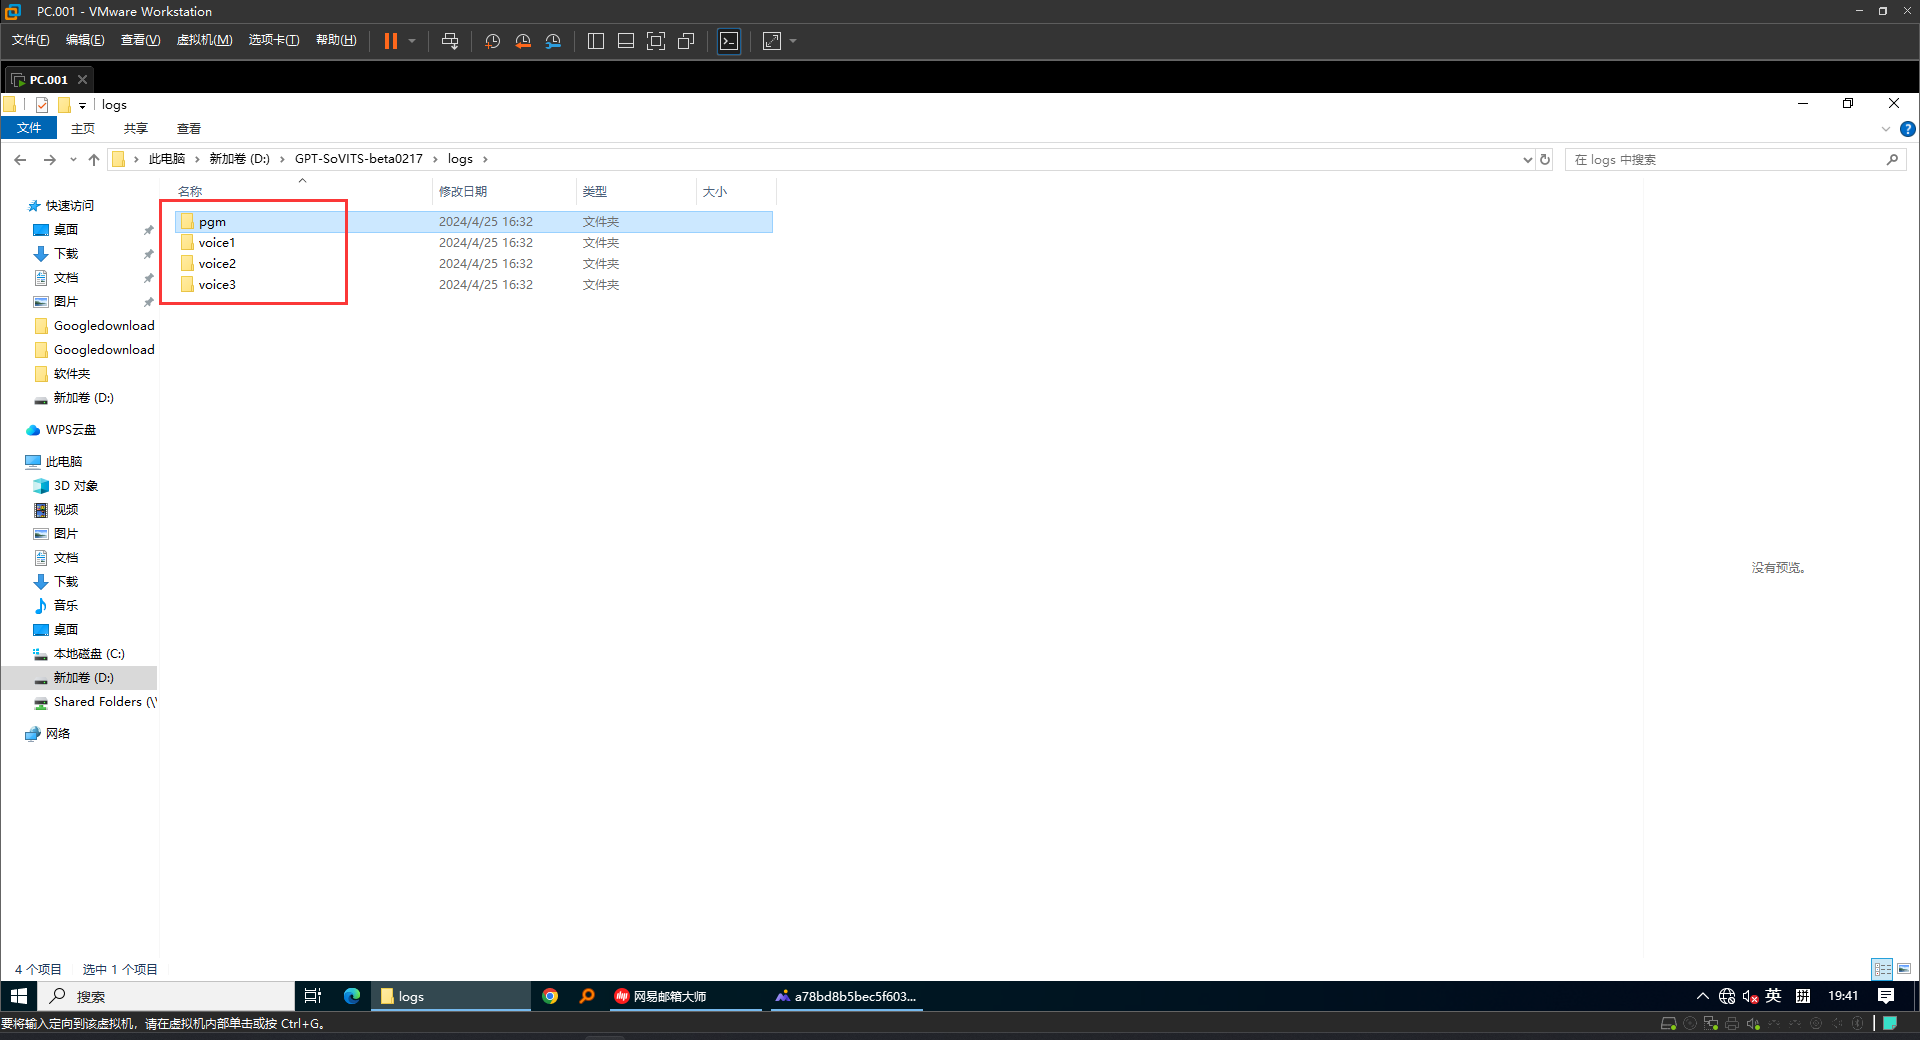 PC.001 - VMware Workstation
文件(F) 编辑(E) 查看(V) 虚拟机(M) 选项卡(T) 帮助(H)
PC.001
logs
文件 主页 共享 查看
此电脑 新加卷 (D:) GPT-SoVITS-beta0217 logs
在 logs 中搜索
名称 修改日期 类型 大小
pgm 2024/4/25 16:32 文件夹
voice1 2024/4/25 16:32 文件夹
voice2 2024/4/25 16:32 文件夹
voice3 2024/4/25 16:32 文件夹
快速访问
桌面
下载
文档
图片
Googledownload
Googledownload
软件夹
新加卷 (D:)
WPS云盘
此电脑
3D 对象
视频
图片
文档
下载
音乐
桌面
本地磁盘 (C:)
新加卷 (D:)
Shared Folders (\\
网络
没有预览。
4 个项目 选中 1 个项目
搜索
logs
网易邮箱大师
a78bd8b5bec5f603...
英
拼
19:41
要将输入定向到该虚拟机，请在虚拟机内部单击或按 Ctrl+G。